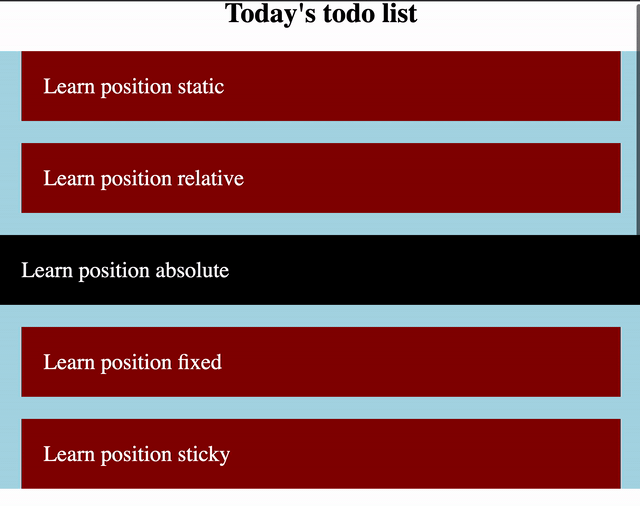 Today's todo list
Learn position static
Learn position relative
Learn position absolute
Learn position fixed
Learn position sticky